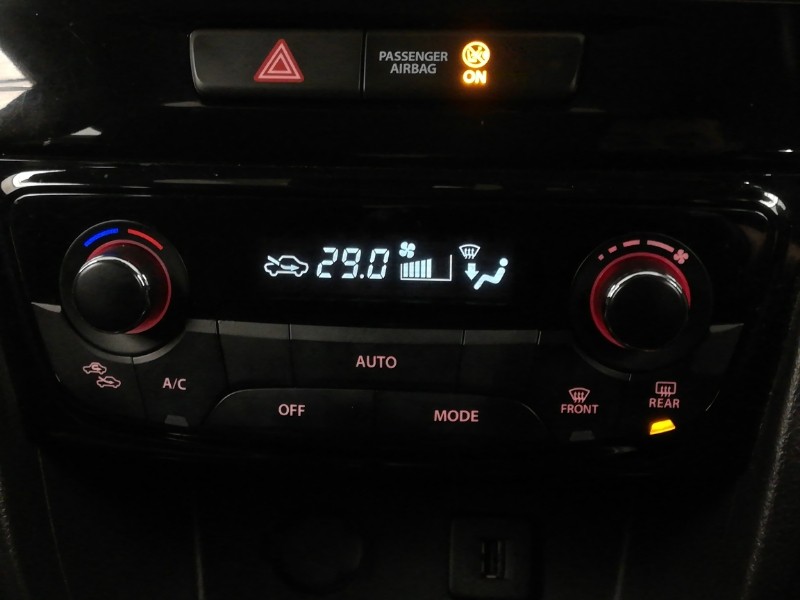 PASSENGER
AIRBAG
ON
29.0
AUTO
A/C
OFF
MODE
FRONT
REAR